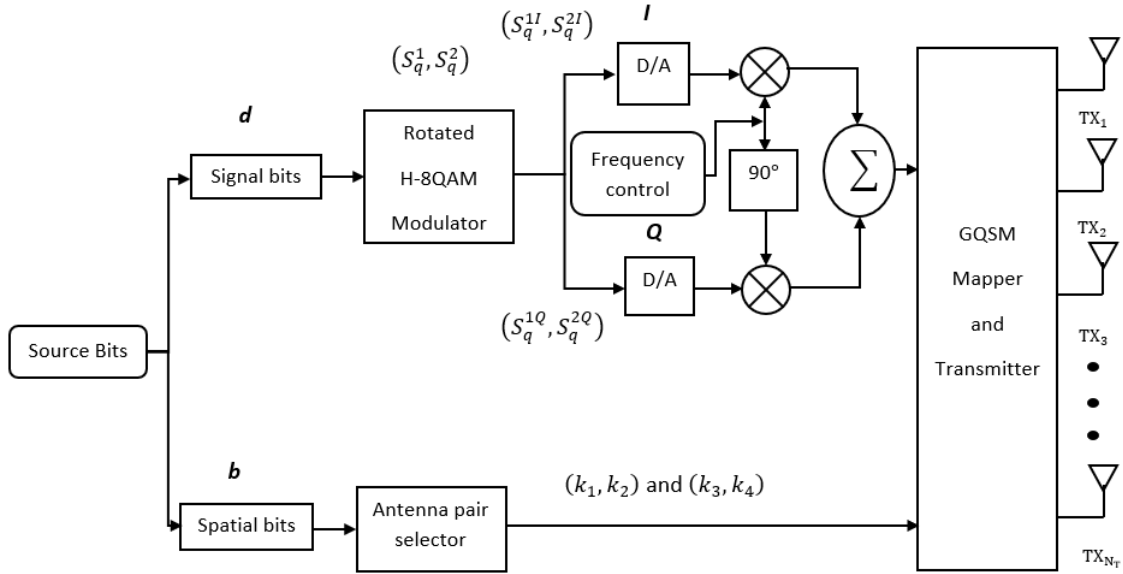 (S_q^{1I}, S_q^{2I})
I
(S_q^1, S_q^2)
D/A
d
TX_1
Rotated
H-8QAM
Modulator
Signal bits
Frequency
control
90°
∑
Q
D/A
TX_2
GQSM
Mapper
and
Transmitter
(S_q^{1Q}, S_q^{2Q})
TX_3
Source Bits
b
(k_1, k_2) and (k_3, k_4)
Spatial bits
Antenna pair
selector
TX_{N_T}